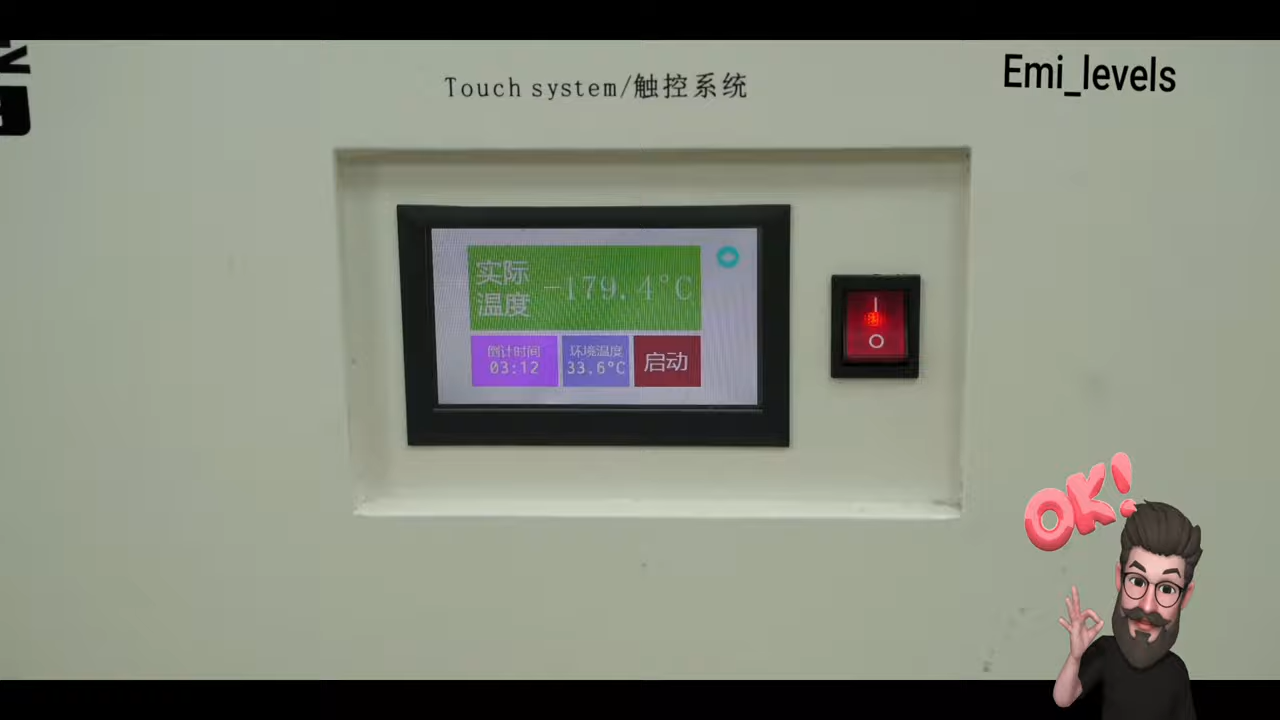 Touch system/触控系统
Emi_levels
实际
温度
-179.4°C
倒计时间
03:12
环境温度
33.6°C
启动
OK!